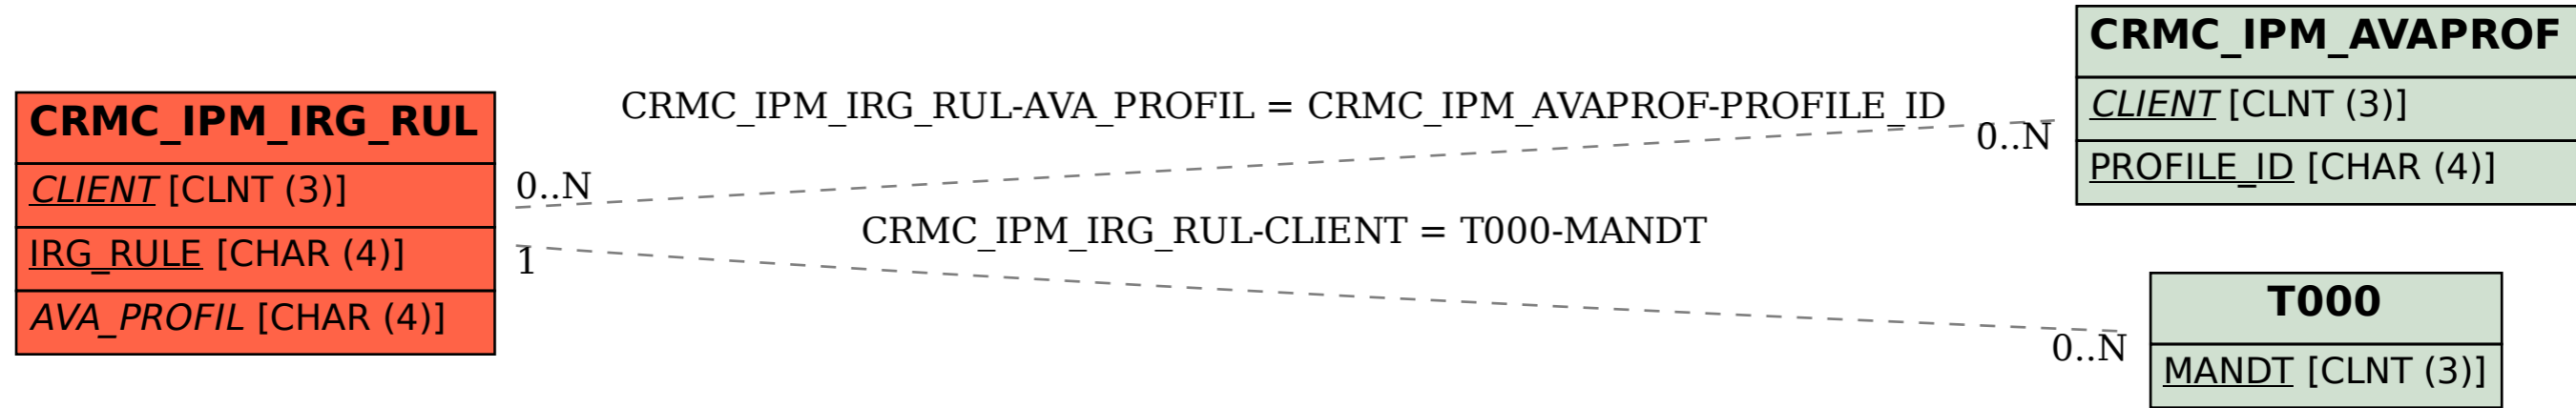 CRMC_IPM_IRG_RUL
CLIENT [CLNT (3)]
IRG_RULE [CHAR (4)]
AVA_PROFIL [CHAR (4)]
CRMC_IPM_IRG_RUL-AVA_PROFIL = CRMC_IPM_AVAPROF-PROFILE_ID
0..N
0..N
CRMC_IPM_IRG_RUL-CLIENT = T000-MANDT
1
0..N
CRMC_IPM_AVAPROF
CLIENT [CLNT (3)]
PROFILE_ID [CHAR (4)]
T000
MANDT [CLNT (3)]